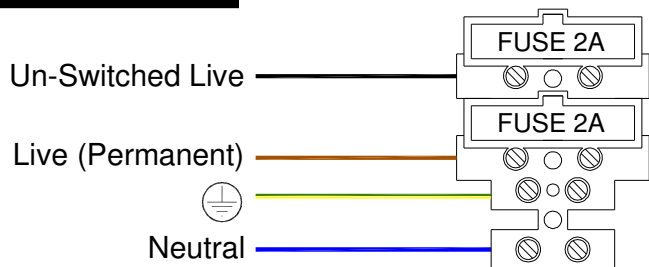 FUSE 2A
Un-Switched Live
FUSE 2A
Live (Permanent)
Neutral